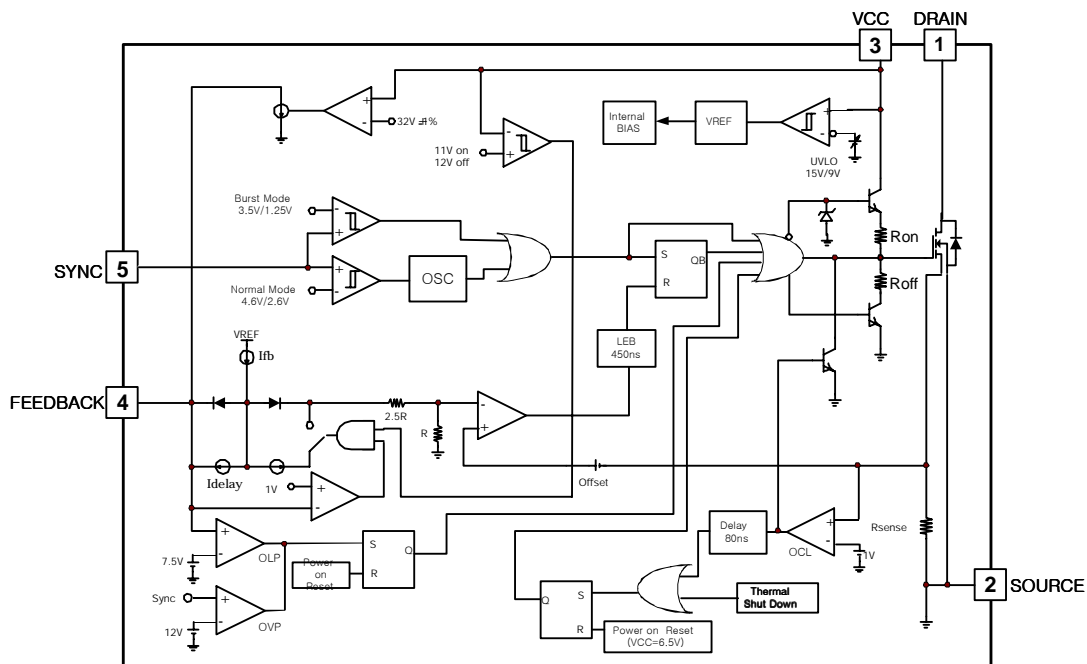 VCC DRAIN
3 1
+
-
32V
%
-
+
11V on
12V off
Internal
BIAS
VREF
+
-
UVLO
15V/9V
Burst Mode
3.5V/1.25V
-
+
SYNC 5
+
-
OSC
Normal Mode
4.6V/2.6V
S
QB
R
Ron
Roff
LEB
450ns
VREF
Ifb
FEEDBACK 4
2.5R
R
-
+
Idelay
1V
+
-
Offset
+
-
7.5V
OLP
Power
on
Reset
S
Q
R
Sync
+
-
12V
OVP
Delay
80ns
OCL
+
-
1V
Rsense
Q
S
R
Thermal
Shut Down
Power on Reset
(VCC=6.5V)
2 SOURCE